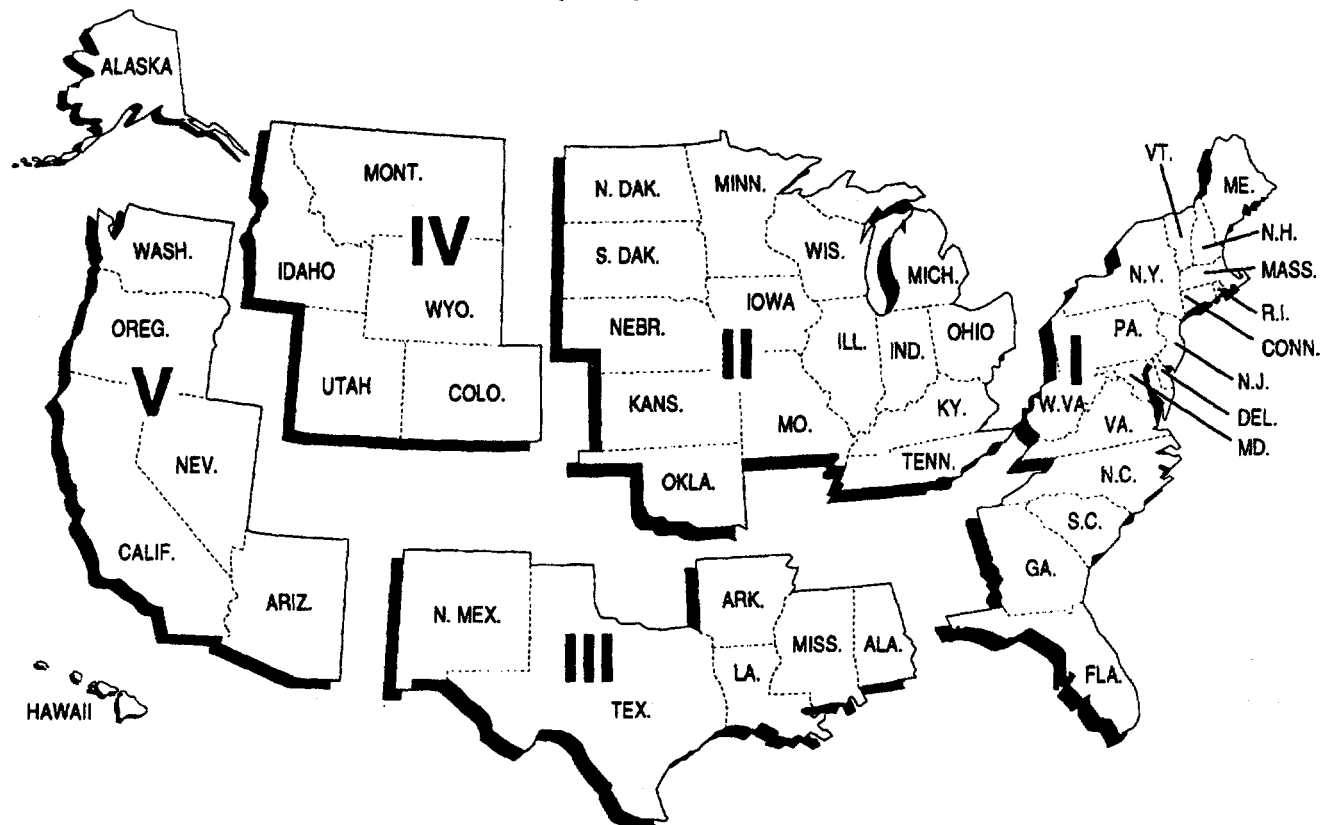 ALASKA
VT.
ME.
MONT.
N. DAK.
MINN.
N.H.
WASH.
IV
WIS.
MASS.
IDAHO
S. DAK.
MICH.
N.Y.
WYO.
IOWA
R.I.
OREG.
NEBR.
OHIO
PA.
CONN.
II
ILL.
IND.
I
N.J.
V
UTAH
COLO.
KANS.
KY.
W.VA.
DEL.
MO.
VA.
MD.
NEV.
TENN.
N.C.
OKLA.
S.C.
CALIF.
GA.
ARIZ.
N. MEX.
ARK.
III
MISS.
ALA.
LA.
FLA.
HAWAII
TEX.